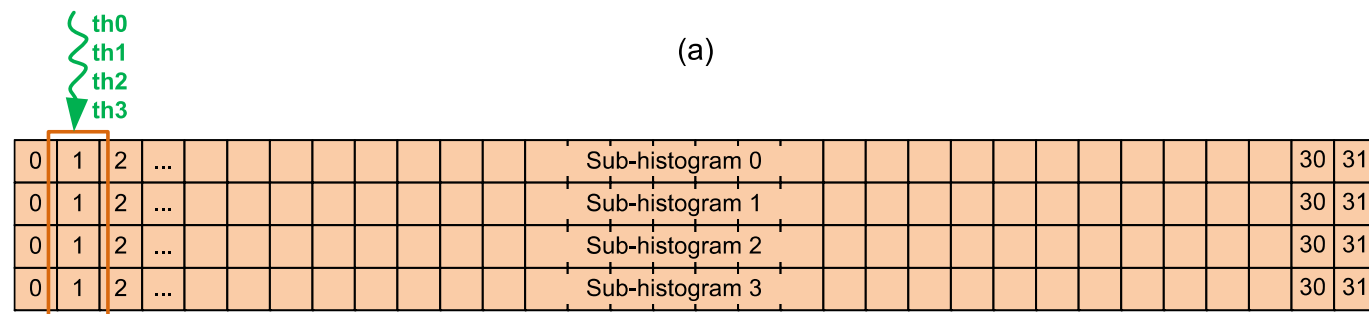 th0
th1
(a)
th2
th3
0 1 2 ... Sub-histogram 0 30 31
0 1 2 ... Sub-histogram 1 30 31
0 1 2 ... Sub-histogram 2 30 31
0 1 2 ... Sub-histogram 3 30 31